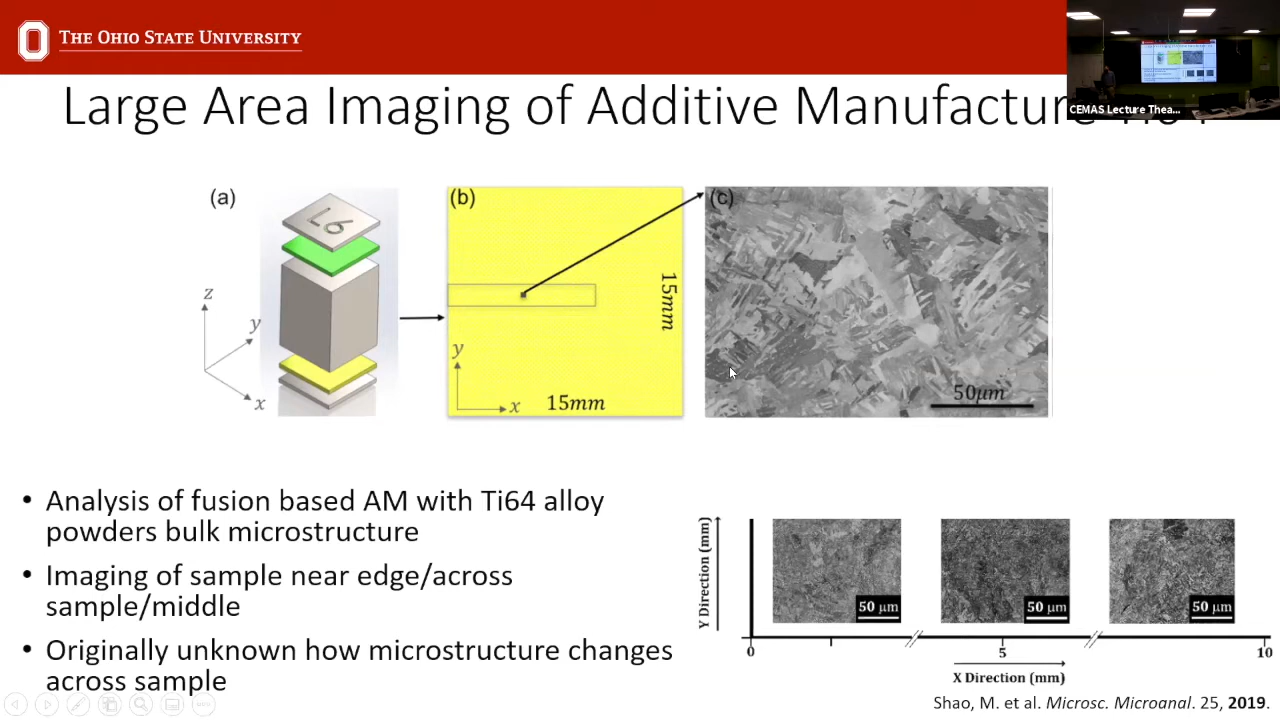 THE OHIO STATE UNIVERSITY
Large Area Imaging of Additive Manufacture
CEMAS Lecture Thea...
(a)
L6
z
y
x
(b)
15mm
y
x
15mm
(c)
50μm
• Analysis of fusion based AM with Ti64 alloy
powders bulk microstructure
• Imaging of sample near edge/across
sample/middle
• Originally unknown how microstructure changes
across sample
Y Direction (mm)
50 μm
50 μm
50 μm
0
5
10
X Direction (mm)
Shao, M. et al. Microsc. Microanal. 25, 2019.